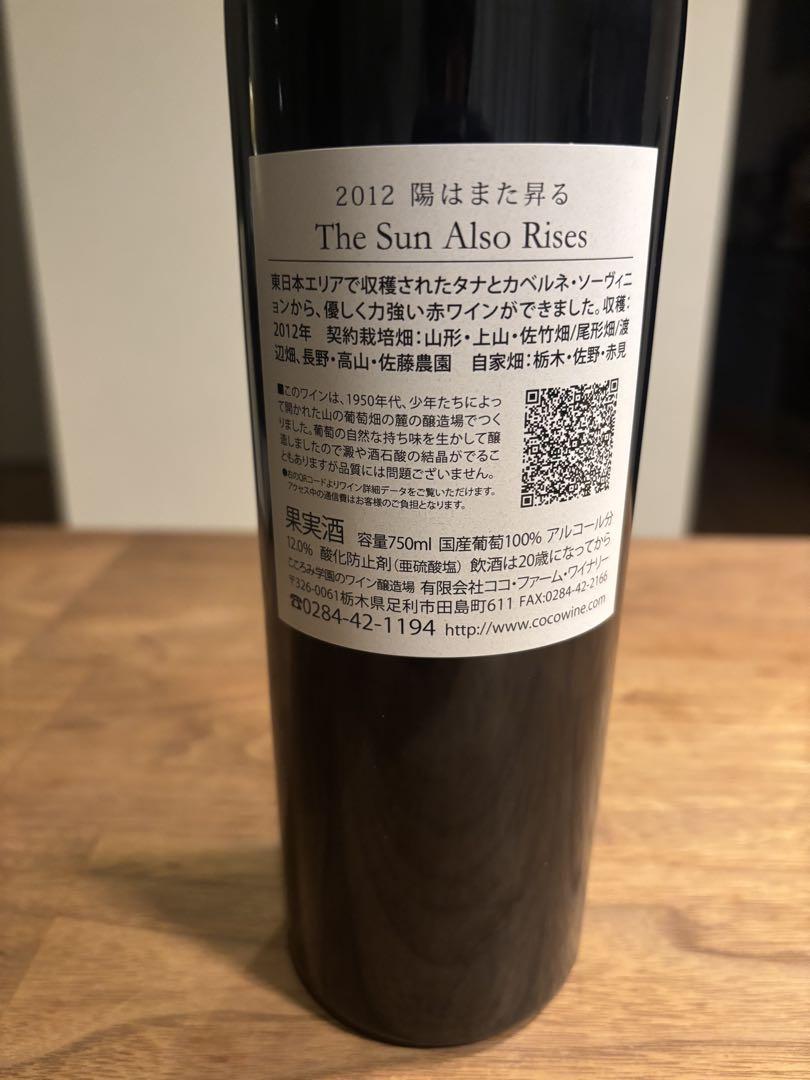 2012 陽はまた昇る
The Sun Also Rises
東日本エリアで収穫されたタナとカベルネ・ソーヴィニ
ョンから、優しく力強い赤ワインができました。収穫:
2012年 契約栽培畑:山形・上山・佐竹畑/尾形畑/渡
辺畑、長野・高山・佐藤農園 自家畑:栃木・佐野・赤見
■このワインは、1950年代、少年たちによっ
て開かれた山の葡萄畑の麓の醸造場でつく
りました。葡萄の自然な持ち味を生かして醸
造しましたので澱や酒石酸の結晶がでるこ
ともありますが品質には問題ございません。
●右のQRコードよりワイン詳細データをご覧いただけます。
アクセス中の通信費はお客様のご負担となります。
果実酒 容量750ml 国産葡萄100% アルコール分
12.0% 酸化防止剤(亜硫酸塩) 飲酒は20歳になってから
こころみ学園のワイン醸造場 有限会社ココ・ファーム・ワイナリー
〒326-0061栃木県足利市田島町611 FAX:0284-42-2166
☎0284-42-1194 http://www.cocowine.com